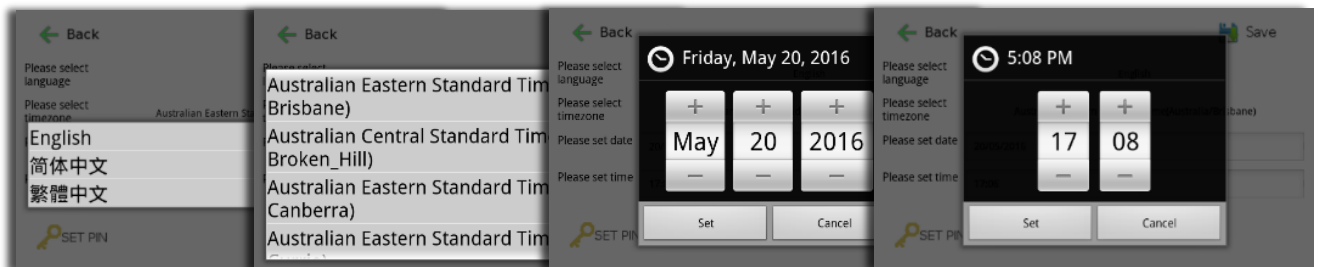 Back
Please select
language
Please select
timezone
Australian Eastern Sta
English
简体中文
繁體中文
SET PIN
Back
Please select
Australian Eastern Standard Tim
Brisbane)
Australian Central Standard Tim
Broken_Hill)
Australian Eastern Standard Tim
Canberra)
Australian Eastern Standard Tim
Back
Please select
language
Please select
timezone
Please set date
Please set time
Friday, May 20, 2016
+ + +
May 20 2016
− − −
Set Cancel
SET PIN
Back
Save
Please select
language
Please select
timezone
Please set date
Please set time
5:08 PM
+ +
17 08
− −
Set Cancel
SET PIN